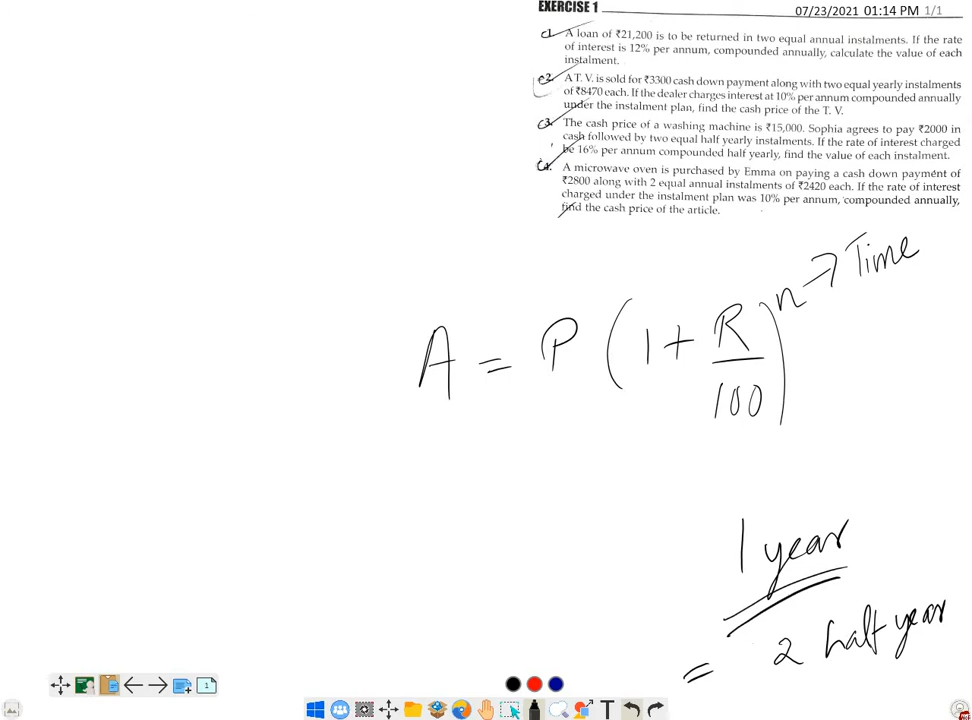 EXERCISE 1
07/23/2021 01:14 PM 1/1
c1. A loan of ₹21,200 is to be returned in two equal annual instalments. If the rate
of interest is 12% per annum, compounded annually, calculate the value of each
instalment.
c2. A T. V. is sold for ₹3300 cash down payment along with two equal yearly instalments
of ₹8470 each. If the dealer charges interest at 10% per annum compounded annually
under the instalment plan, find the cash price of the T. V.
c3. The cash price of a washing machine is ₹15,000. Sophia agrees to pay ₹2000 in
cash followed by two equal half yearly instalments. If the rate of interest charged
be 16% per annum compounded half yearly, find the value of each instalment.
c4. A microwave oven is purchased by Emma on paying a cash down payment of
₹2800 along with 2 equal annual instalments of ₹2420 each. If the rate of interest
charged under the instalment plan was 10% per annum, compounded annually,
find the cash price of the article.
A = P (1 + R/100)^n → Time
1 year
= 2 half year
1
T